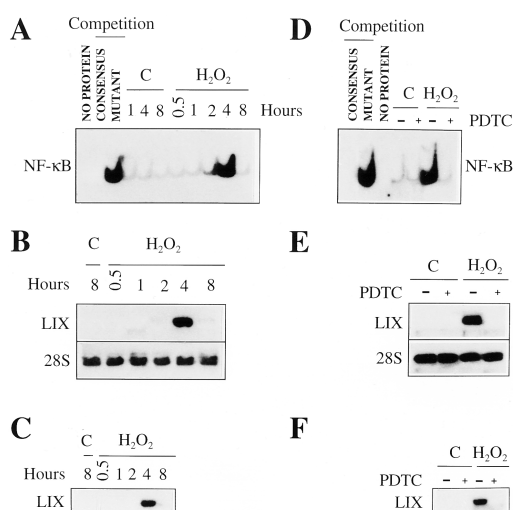 A
Competition
NO PROTEIN
CONSENSUS
MUTANT
C H₂O₂
1 4 8 0.5 1 2 4 8 Hours
NF-κB
B
C H₂O₂
Hours 8 0.5 1 2 4 8
LIX
28S
C
C H₂O₂
Hours 8 0.5 1 2 4 8
LIX
D
Competition
CONSENSUS
MUTANT
NO PROTEIN
C H₂O₂
– + – + PDTC
NF-κB
E
C H₂O₂
PDTC – + – +
LIX
28S
F
C H₂O₂
PDTC – + – +
LIX